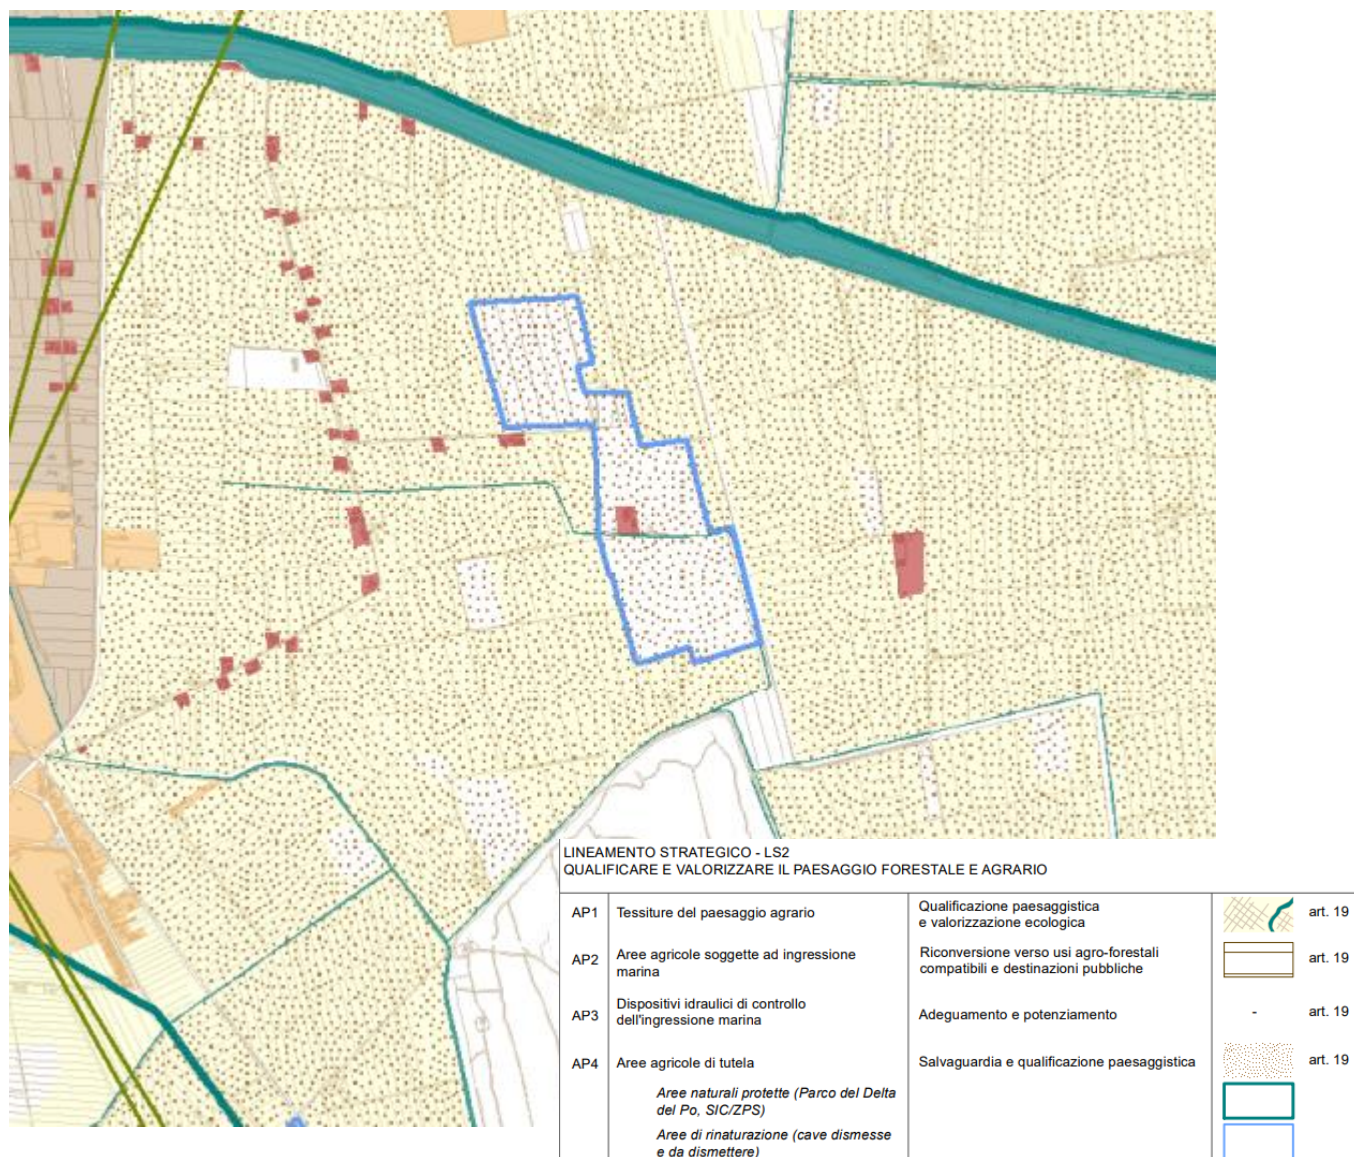 LINEAMENTO STRATEGICO - LS2
QUALIFICARE E VALORIZZARE IL PAESAGGIO FORESTALE E AGRARIO
AP1 Tessiture del paesaggio agrario Qualificazione paesaggistica e valorizzazione ecologica art. 19
AP2 Aree agricole soggette ad ingressione marina Riconversione verso usi agro-forestali compatibili e destinazioni pubbliche art. 19
AP3 Dispositivi idraulici di controllo dell'ingressione marina Adeguamento e potenziamento - art. 19
AP4 Aree agricole di tutela Salvaguardia e qualificazione paesaggistica art. 19
Aree naturali protette (Parco del Delta
del Po, SIC/ZPS)
Aree di rinaturazione (cave dismesse
e da dismettere)